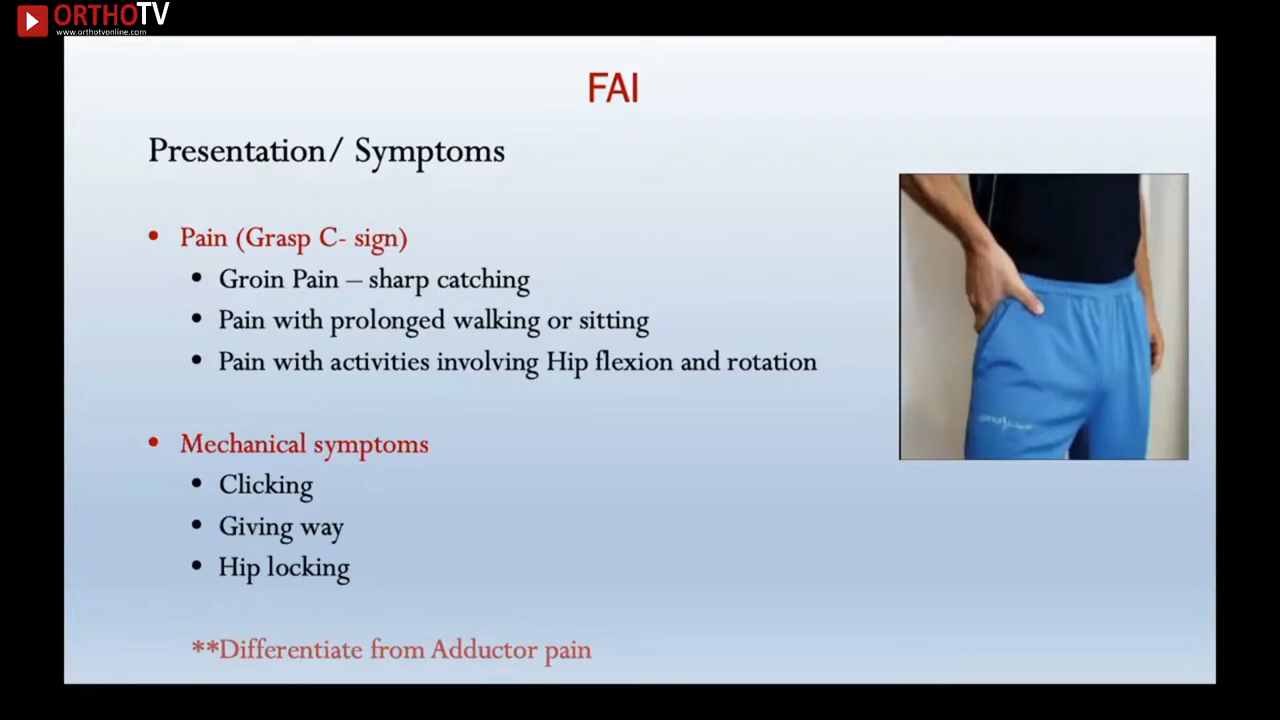 ORTHOTV
www.orthotvonline.com
FAI
Presentation/ Symptoms
• Pain (Grasp C- sign)
• Groin Pain – sharp catching
• Pain with prolonged walking or sitting
• Pain with activities involving Hip flexion and rotation
• Mechanical symptoms
• Clicking
• Giving way
• Hip locking
**Differentiate from Adductor pain